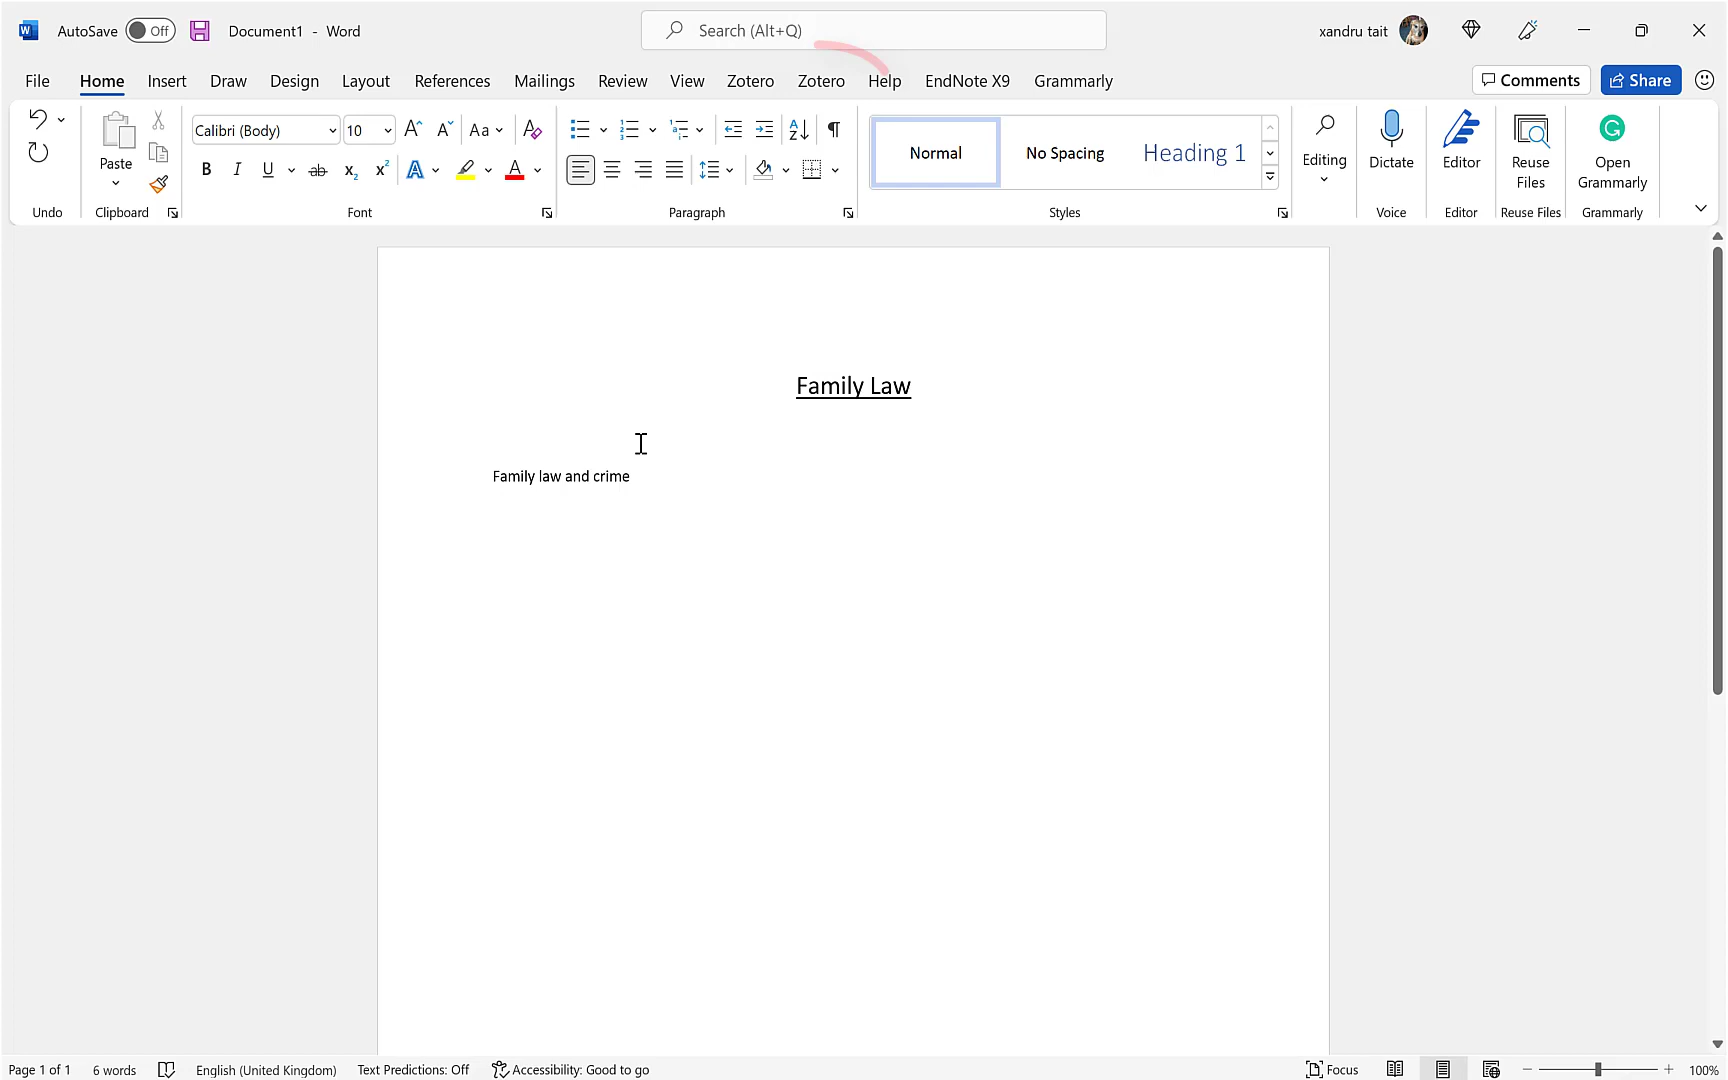 AutoSave Off Document1 - Word Search (Alt+Q) xandru tait
File Home Insert Draw Design Layout References Mailings Review View Zotero Zotero Help EndNote X9 Grammarly Comments Share
Calibri (Body) 10 Aa
Paste
B I U ab x2 x2 A A
Normal No Spacing Heading 1
Editing Dictate Editor Reuse Files Open Grammarly
Undo Clipboard Font Paragraph Styles Voice Editor Reuse Files Grammarly
Family Law
Family law and crime
Page 1 of 1 6 words English (United Kingdom) Text Predictions: Off Accessibility: Good to go Focus 100%